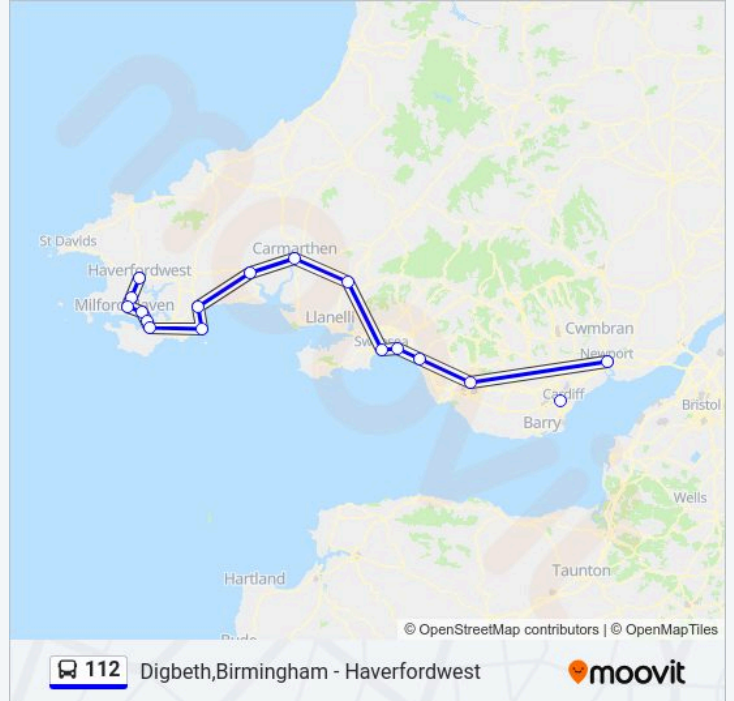 St Davids
Carmarthen
Haverfordwest
Milford Haven
Llanelli
Swansea
Cwmbran
Newport
Cardiff
Barry
Bristol
Wells
Taunton
Hartland
Bude
© OpenStreetMap contributors | © OpenMapTiles
112 Digbeth,Birmingham - Haverfordwest
moovit